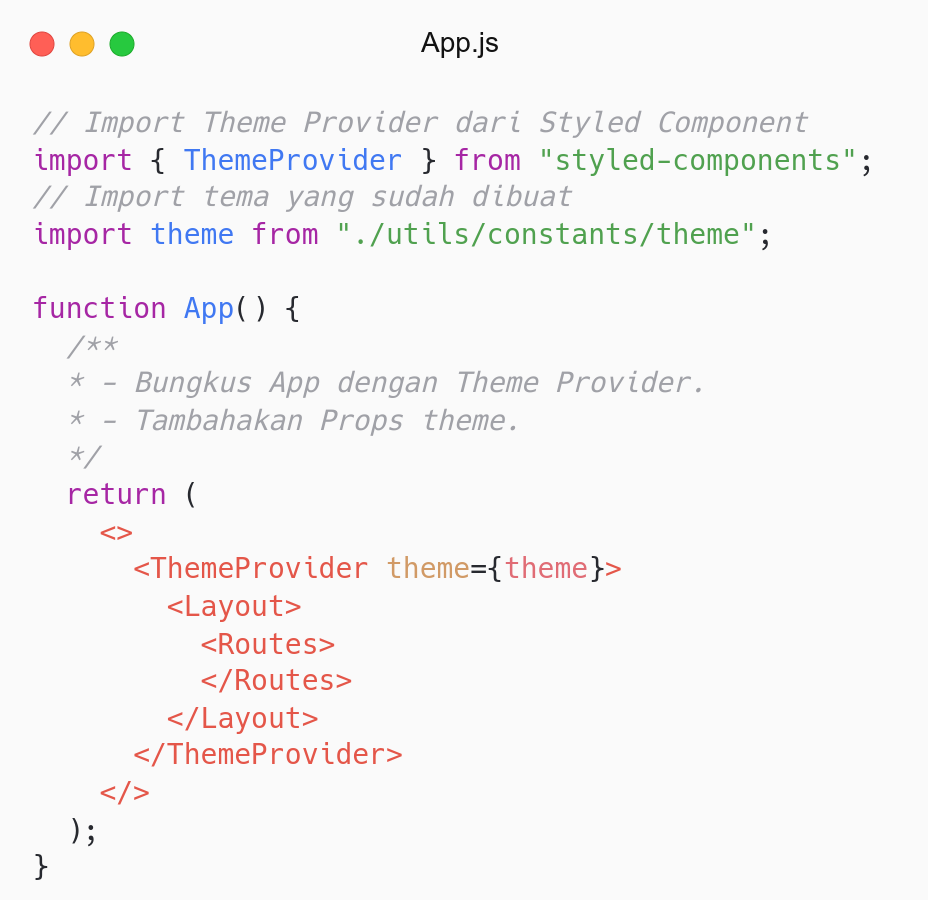 App.js
// Import Theme Provider dari Styled Component
import { ThemeProvider } from "styled-components";
// Import tema yang sudah dibuat
import theme from "./utils/constants/theme";

function App() {
  /**
  * - Bungkus App dengan Theme Provider.
  * - Tambahakan Props theme.
  */
  return (
    <>
      <ThemeProvider theme={theme}>
        <Layout>
          <Routes>
          </Routes>
        </Layout>
      </ThemeProvider>
    </>
  );
}